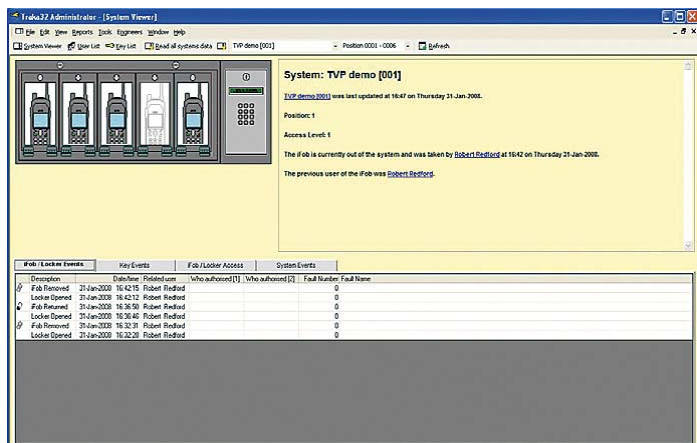 Traka32 Administrator - [System Viewer]
File Edit View Reports Tools Engineers Window Help
System Viewer User List Key List Read all systems data TVP demo [001] Position 0001 - 0006 Refresh
System: TVP demo [001]
TVP demo [001] was last updated at 16:47 on Thursday 31-Jan-2008.
Position: 1
Access Level: 1
The iFob is currently out of the system and was taken by Robert Redford at 16:42 on Thursday 31-Jan-2008.
The previous user of the iFob was Robert Redford.
iFob / Locker Events Key Events iFob / Locker Access System Events
Description Date/time Related user Who authorised [1] Who authorised [2] Fault Number Fault Name
iFob Removed 31-Jan-2008 16:42:15 Robert Redford 0
Locker Opened 31-Jan-2008 16:42:12 Robert Redford 0
iFob Returned 31-Jan-2008 16:36:50 Robert Redford 0
Locker Opened 31-Jan-2008 16:36:46 Robert Redford 0
iFob Removed 31-Jan-2008 16:32:31 Robert Redford 0
Locker Opened 31-Jan-2008 16:32:28 Robert Redford 0